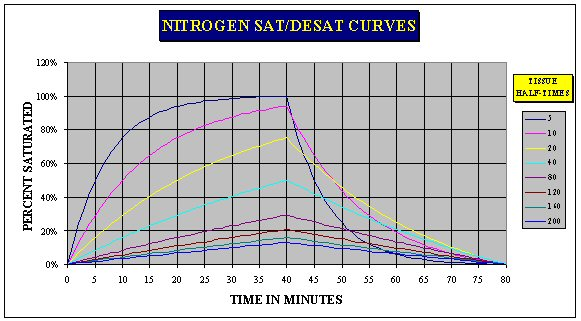 NITROGEN SAT/DESAT CURVES
120%
100%
80%
60%
40%
20%
0%
PERCENT SATURATED
0 5 10 15 20 25 30 35 40 45 50 55 60 65 70 75 80
TIME IN MINUTES
TISSUE
HALF-TIMES
5
10
20
40
80
120
160
200